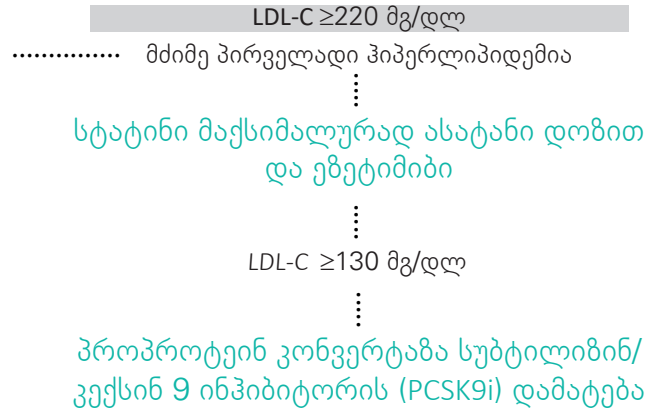 LDL-C ≥220 მგ/დლ
მძიმე პირველადი ჰიპერლიპიდემია
სტატინი მაქსიმალურად ასატანი დოზით
და ეზეტიმიბი
LDL-C ≥130 მგ/დლ
პროპროტეინ კონვერტაზა სუბტილიზინ/
კექსინ 9 ინჰიბიტორის (PCSK9i) დამატება